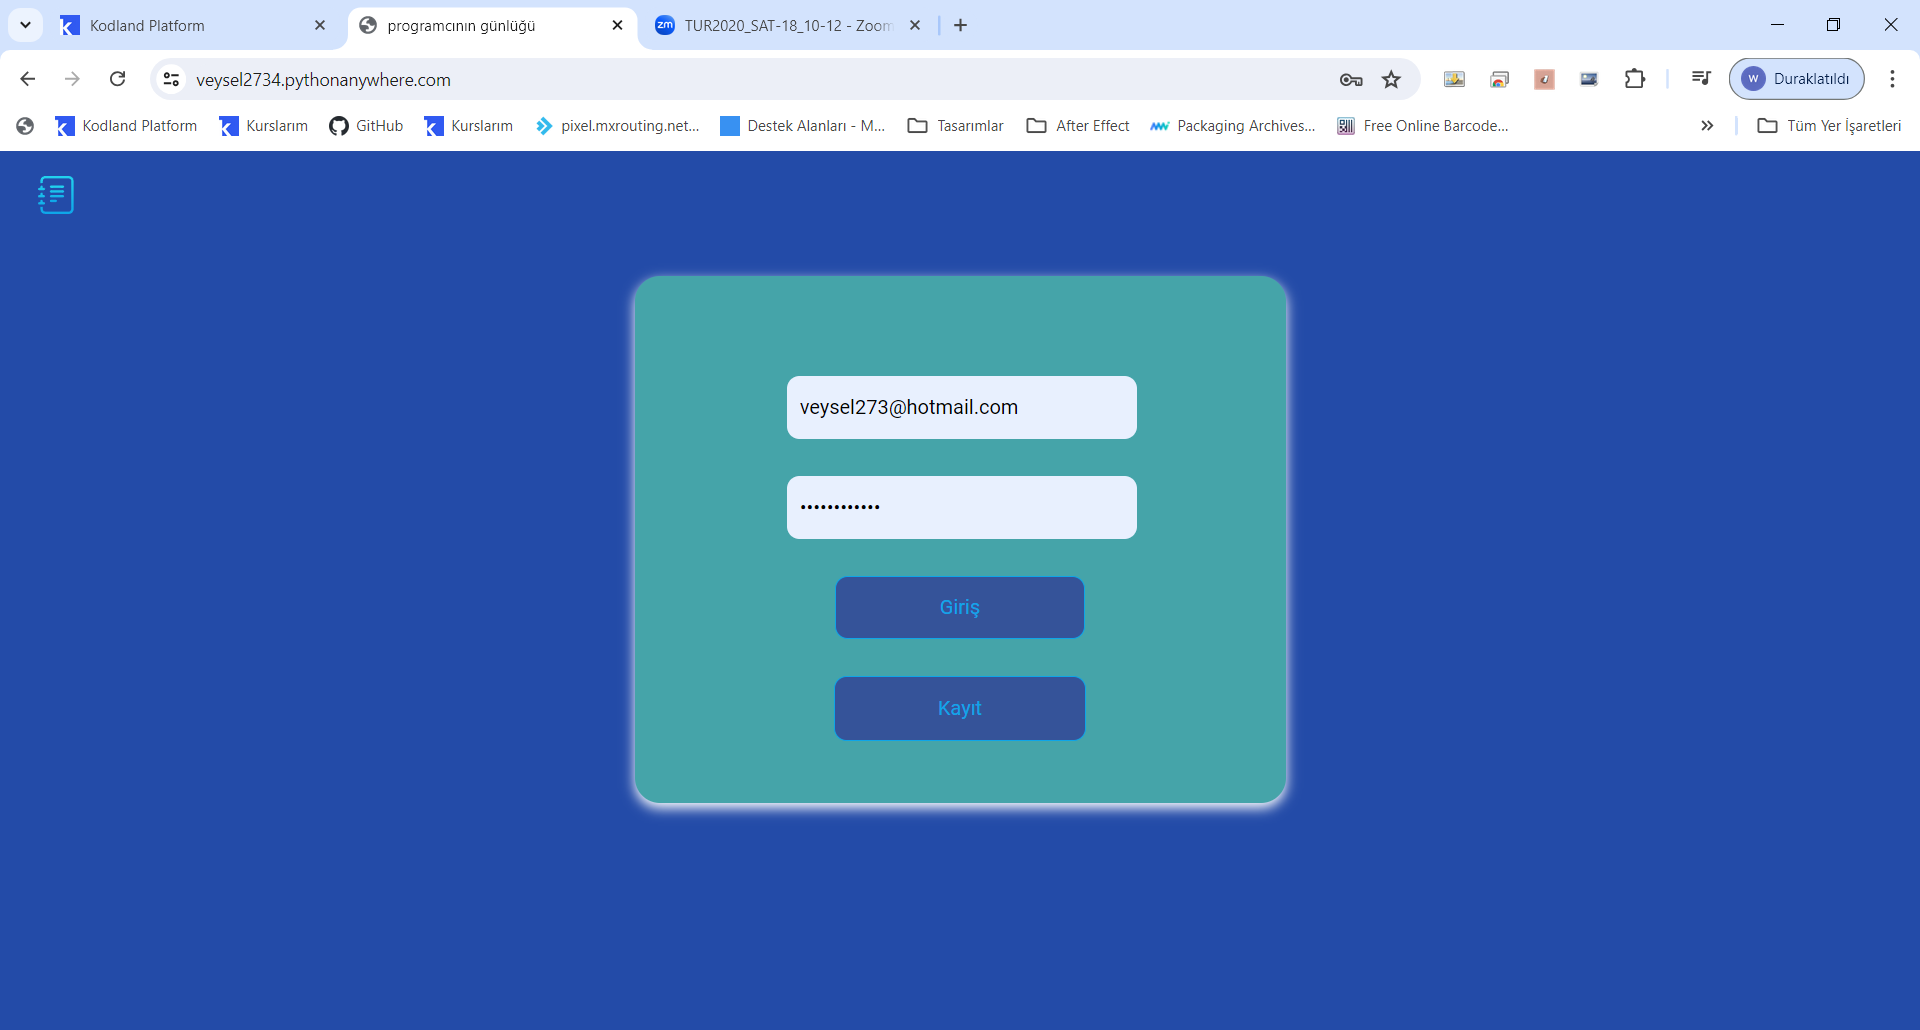 Kodland Platform
programcının günlüğü
zm
TUR2020_SAT-18_10-12 - Zoom
veysel2734.pythonanywhere.com
W Duraklatıldı
Kodland Platform
Kurslarım
GitHub
Kurslarım
pixel.mxrouting.net...
Destek Alanları - M...
Tasarımlar
After Effect
Packaging Archives...
Free Online Barcode...
Tüm Yer İşaretleri
veysel273@hotmail.com
••••••••••••
Giriş
Kayıt